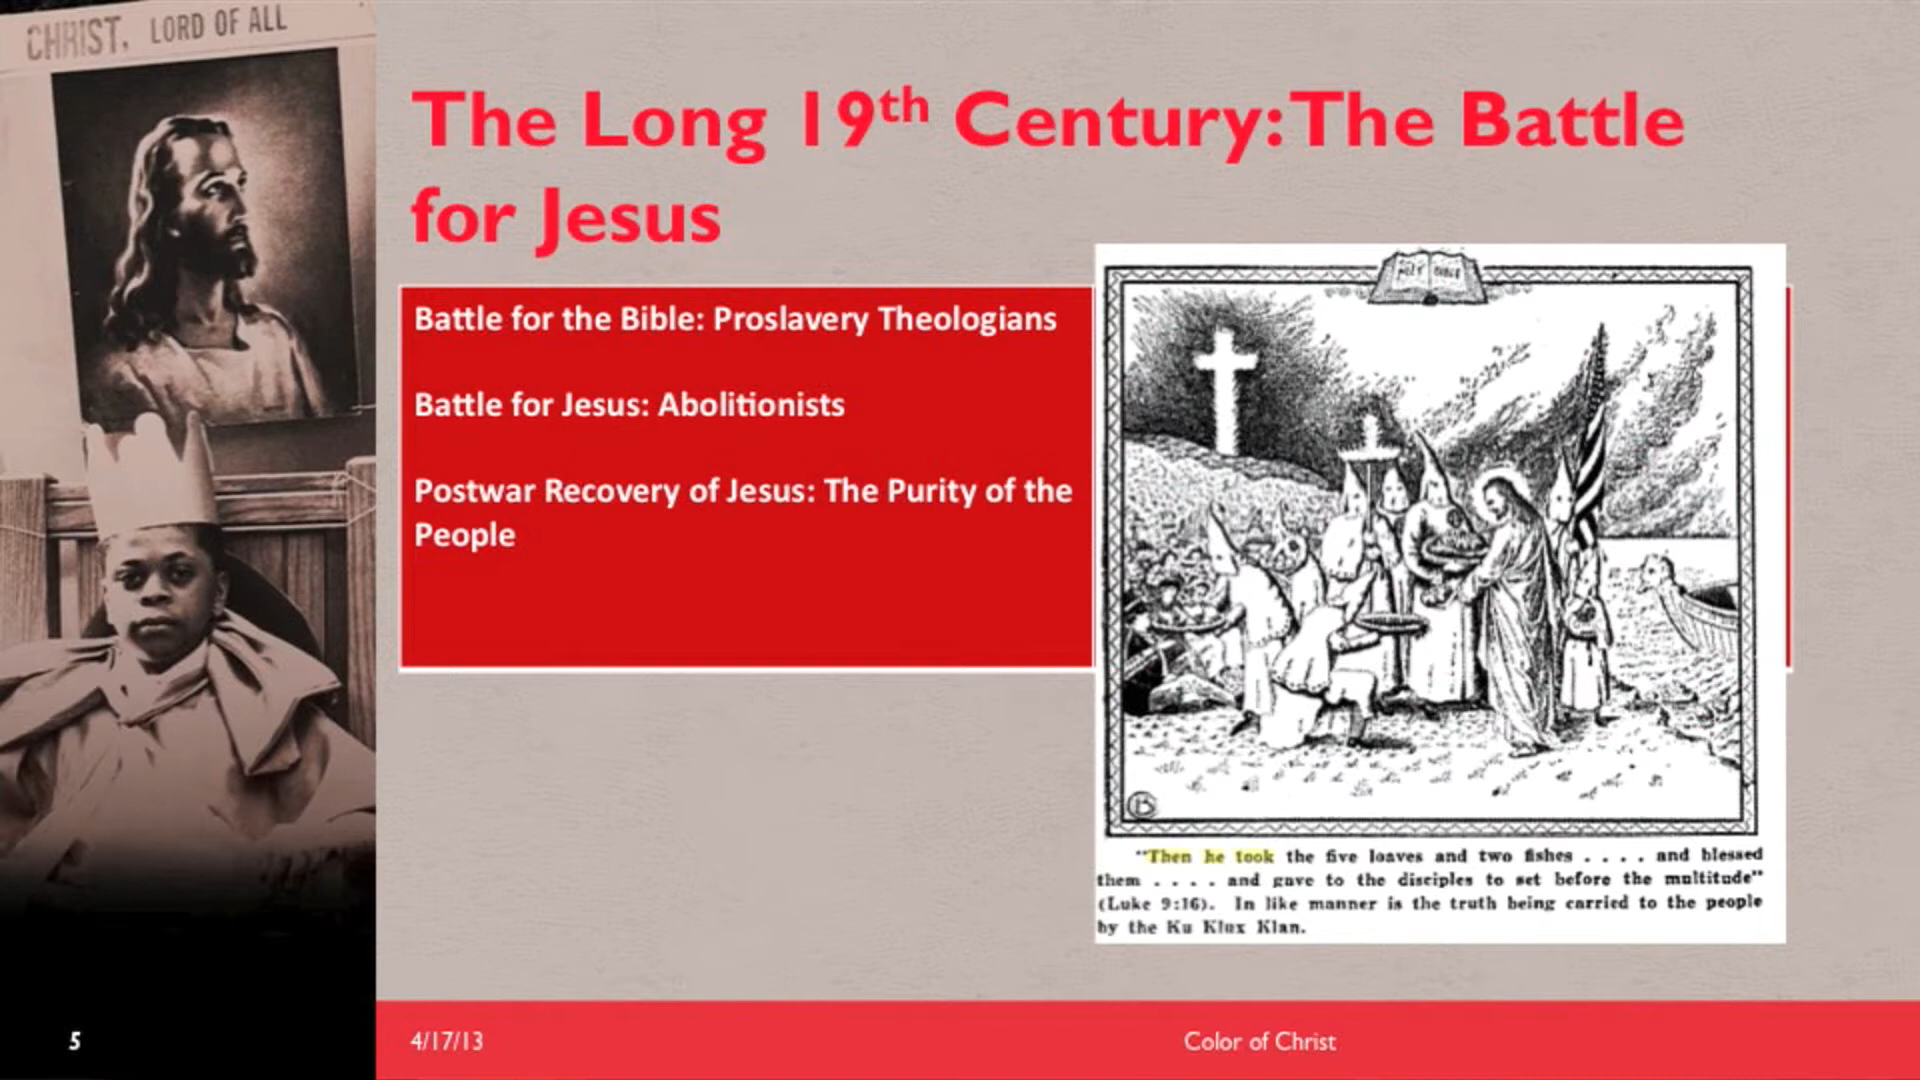 CHRIST, LORD OF ALL
The Long 19th Century: The Battle
for Jesus
Battle for the Bible: Proslavery Theologians
Battle for Jesus: Abolitionists
Postwar Recovery of Jesus: The Purity of the
People
HOLY BIBLE
"Then he took the five loaves and two fishes . . . . and blessed
them . . . . and gave to the disciples to set before the multitude"
(Luke 9:16). In like manner is the truth being carried to the people
by the Ku Klux Klan.
5
4/17/13
Color of Christ